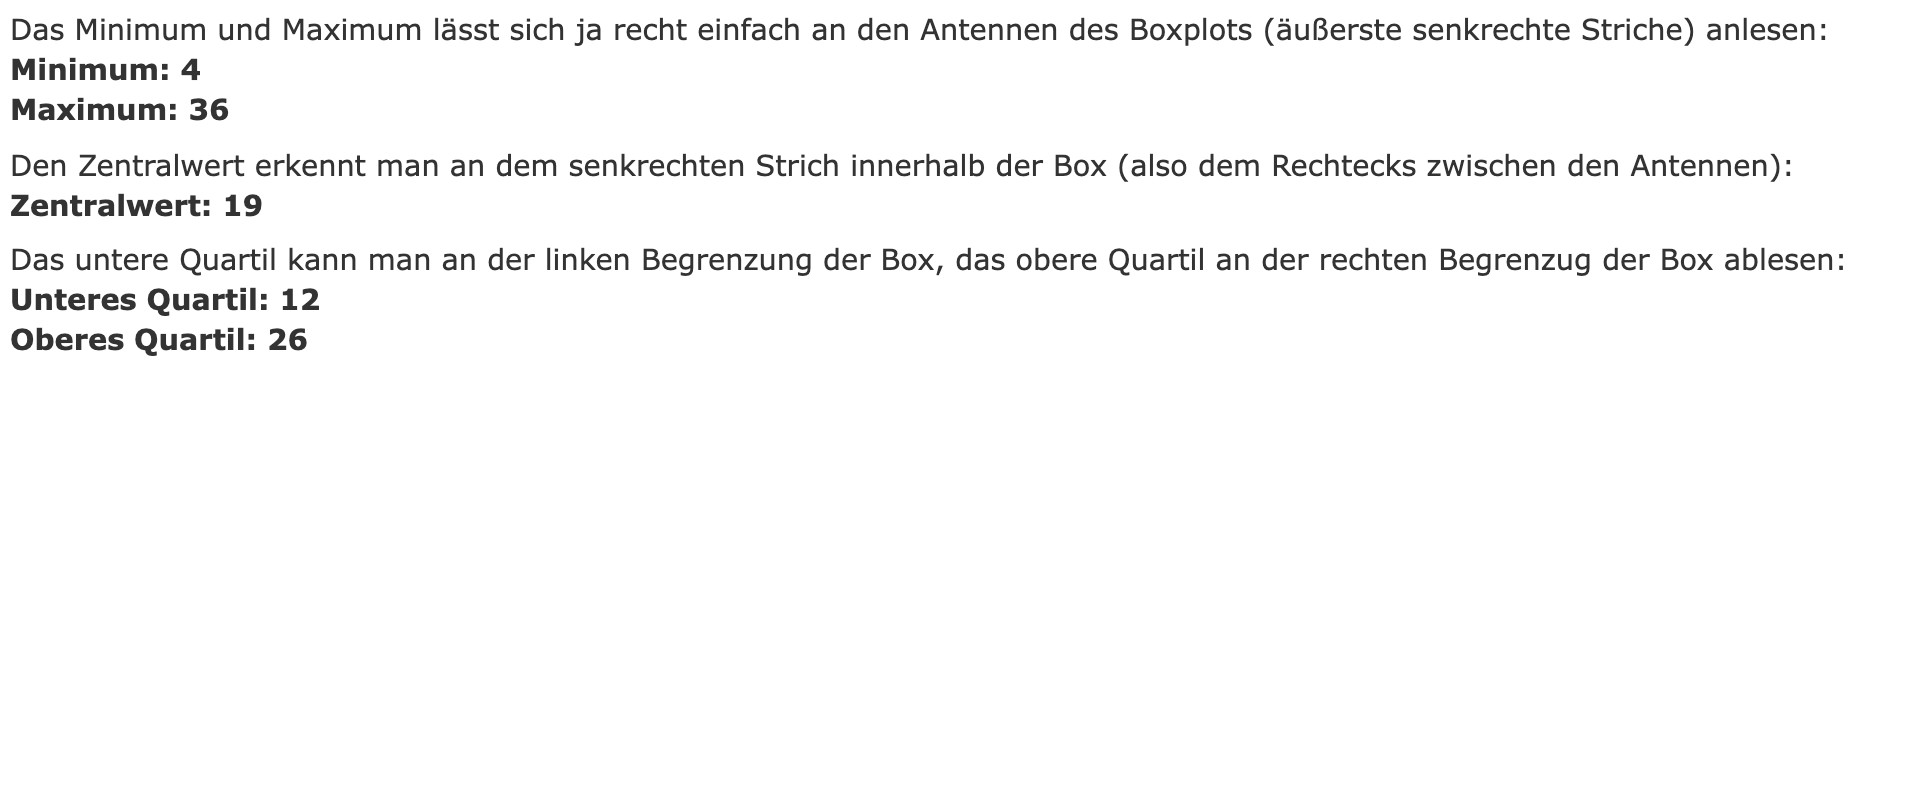 Das Minimum und Maximum lässt sich ja recht einfach an den Antennen des Boxplots (äußerste senkrechte Striche) anlesen:
Minimum: 4
Maximum: 36
Den Zentralwert erkennt man an dem senkrechten Strich innerhalb der Box (also dem Rechtecks zwischen den Antennen):
Zentralwert: 19
Das untere Quartil kann man an der linken Begrenzung der Box, das obere Quartil an der rechten Begrenzug der Box ablesen:
Unteres Quartil: 12
Oberes Quartil: 26